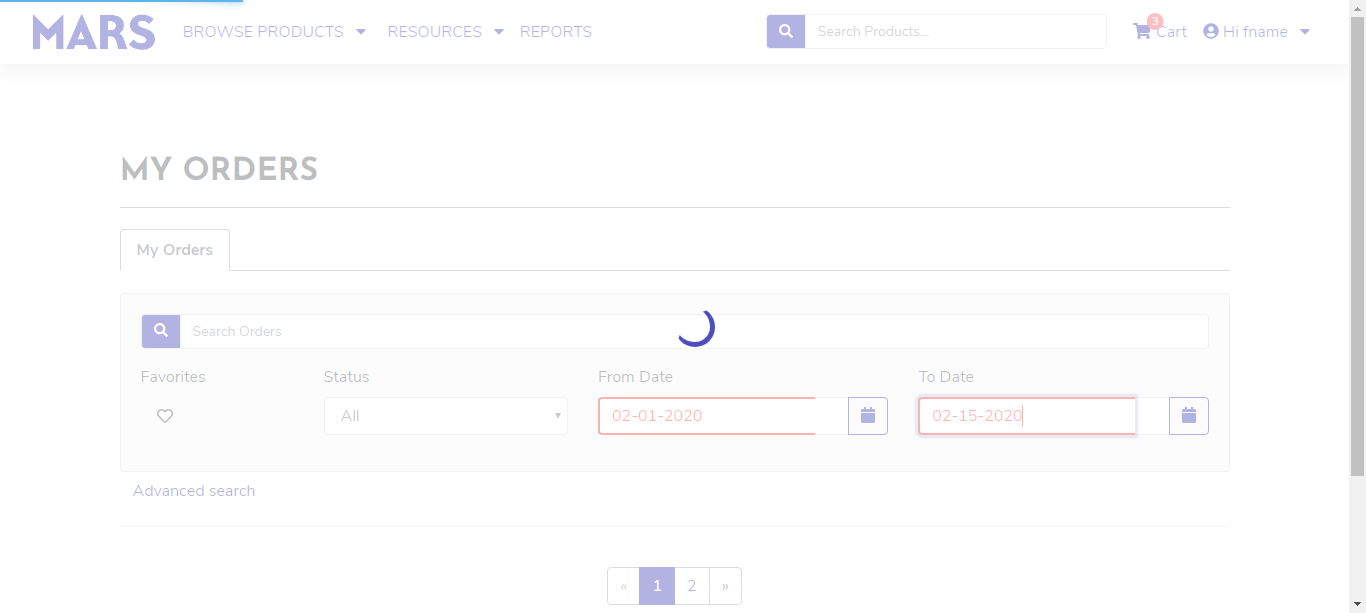 MARS BROWSE PRODUCTS RESOURCES REPORTS Search Products... 3 Cart Hi fname
MY ORDERS
My Orders
Search Orders
Favorites Status From Date To Date
All 02-01-2020 02-15-2020
Advanced search
« 1 2 »